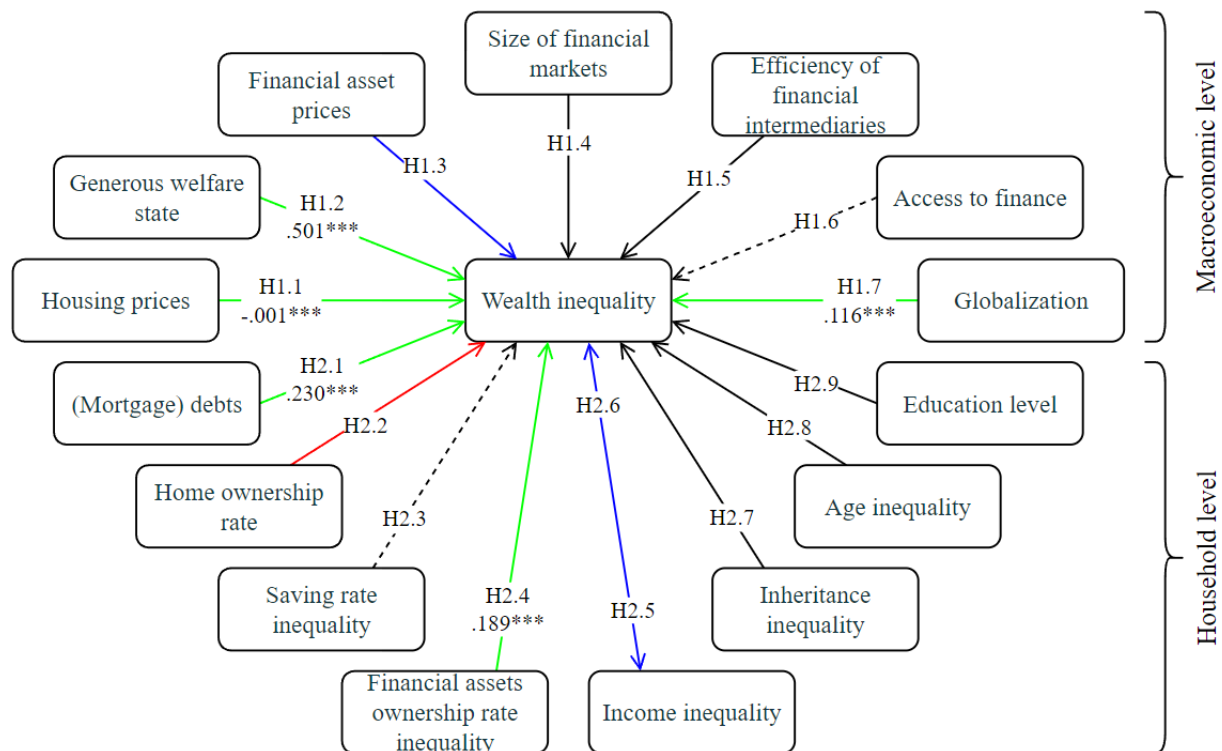 Size of financial
markets
Financial asset
prices
Efficiency of
financial
intermediaries
H1.3
H1.4
H1.5
Generous welfare
state
H1.2
.501***
H1.6
Access to finance
Housing prices
H1.1
-.001***
Wealth inequality
H1.7
.116***
Globalization
Macroeconomic level
(Mortgage) debts
H2.1
.230***
H2.2
H2.6
H2.9
Education level
H2.8
Home ownership
rate
H2.3
H2.7
Age inequality
Saving rate
inequality
H2.4
.189***
H2.5
Inheritance
inequality
Financial assets
ownership rate
inequality
Income inequality
Household level